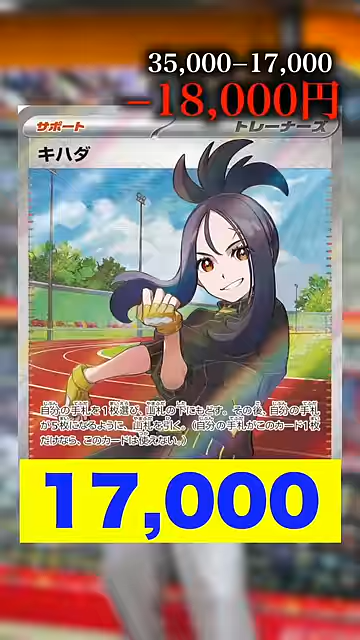 35,000−17,000
−18,000円
サポート
トレーナーズ
キハダ
自分の手札を1枚選び、山札の下にもどす。その後、自分の手札
が5枚になるように、山札を引く。(自分の手札がこのカード1枚
だけなら、このカードは使えない。)
17,000